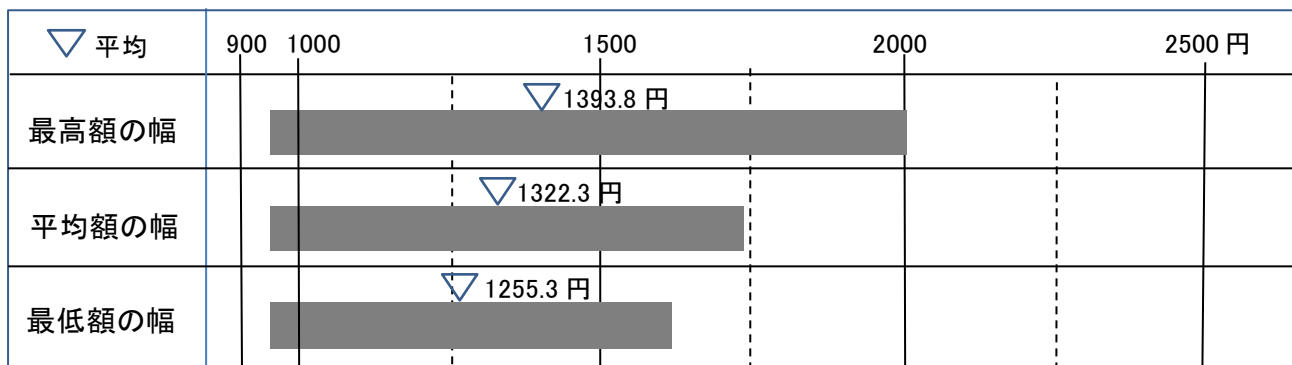 ▽ 平均 900 1000 1500 2000 2500 円
最高額の幅 1393.8 円
平均額の幅 1322.3 円
最低額の幅 1255.3 円